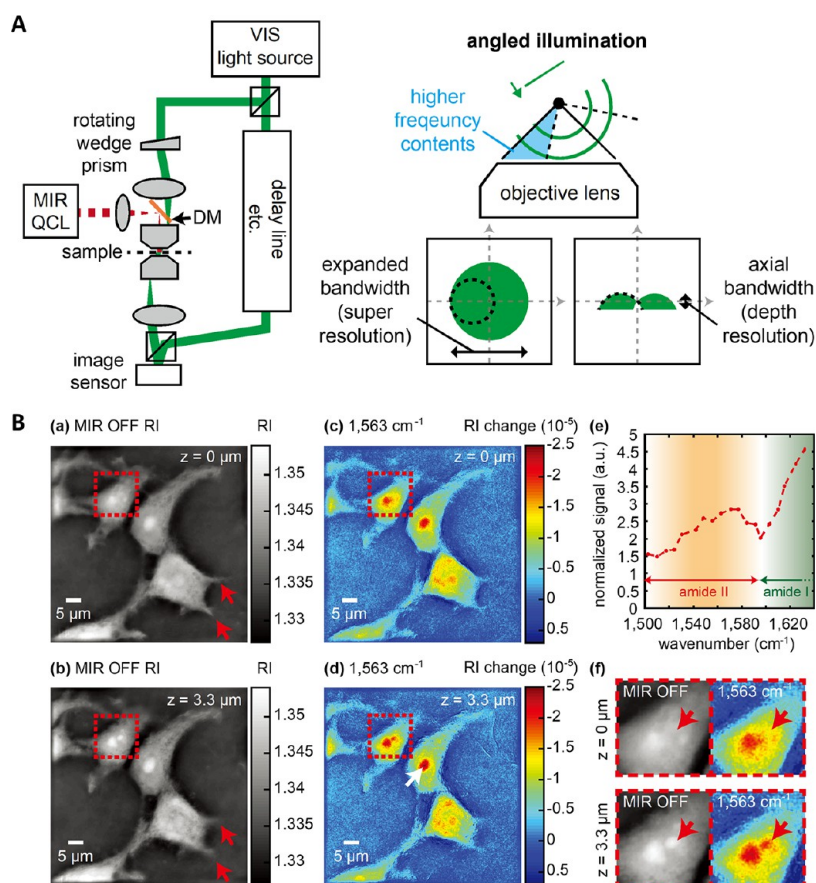 A
VIS
light source
rotating
wedge
prism
MIR
QCL
DM
sample
delay line
etc.
image
sensor
angled illumination
higher
freqeuncy
contents
objective lens
expanded
bandwidth
(super
resolution)
axial
bandwidth
(depth
resolution)
B
(a) MIR OFF RI
RI
z = 0 μm
1.35
1.34
1.335
1.33
5 μm
(c) 1,563 cm⁻¹
RI change (10⁻⁵)
z = 0 μm
-2.5
-2
-1.5
-1
-0.5
0
0.5
5 μm
(e)
normalized signal (a.u.)
5
4.5
4
3.5
3
2.5
2
1.5
1
0.5
0
amide II
amide I
1,500
1,540
1,580
1,620
wavenumber (cm⁻¹)
(b) MIR OFF RI
RI
z = 3.3 μm
1.35
1.34
1.335
1.33
5 μm
(d) 1,563 cm⁻¹
RI change (10⁻⁵)
z = 3.3 μm
-2.5
-2
-1.5
-1
-0.5
0
0.5
5 μm
(f)
MIR OFF
1,563 cm⁻¹
z = 0 μm
MIR OFF
1,563 cm⁻¹
z = 3.3 μm